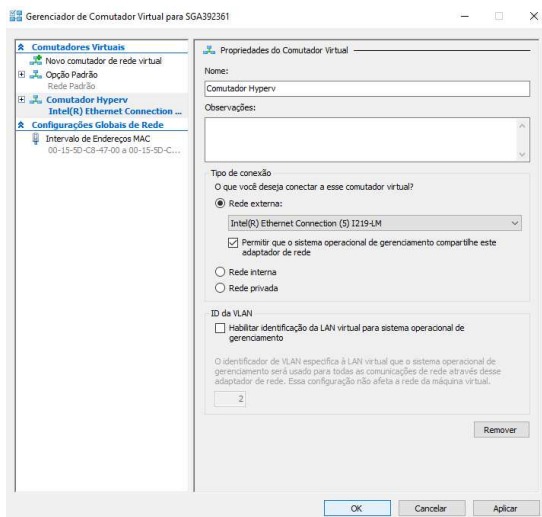 Gerenciador de Comutador Virtual para SGA392361
Comutadores Virtuais
Novo comutador de rede virtual
Opção Padrão
Rede Padrão
Comutador Hyperv
Intel(R) Ethernet Connection ...
Configurações Globais de Rede
Intervalo de Endereços MAC
00-15-5D-C8-47-00 a 00-15-5D-C...
Propriedades do Comutador Virtual
Nome:
Comutador Hyperv
Observações:
Tipo de conexão
O que você deseja conectar a esse comutador virtual?
Rede externa:
Intel(R) Ethernet Connection (5) I219-LM
Permitir que o sistema operacional de gerenciamento compartilhe este
adaptador de rede
Rede interna
Rede privada
ID da VLAN
Habilitar identificação da LAN virtual para sistema operacional de
gerenciamento
O identificador de VLAN especifica à LAN virtual que o sistema operacional de
gerenciamento será usado para todas as comunicações de rede através desse
adaptador de rede. Essa configuração não afeta a rede da máquina virtual.
2
Remover
OK
Cancelar
Aplicar